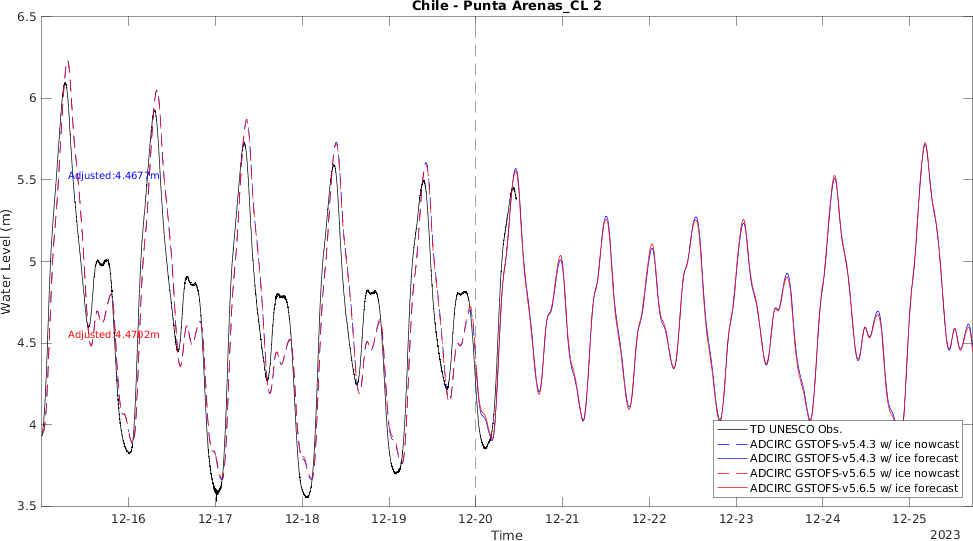 Chile - Punta Arenas_CL 2
6.5
6
5.5
5
4.5
4
3.5
Water Level (m)
Adjusted:4.4677m
Adjusted:4.4702m
TD UNESCO Obs.
ADCIRC GSTOFS-v5.4.3 w/ ice nowcast
ADCIRC GSTOFS-v5.4.3 w/ ice forecast
ADCIRC GSTOFS-v5.6.5 w/ ice nowcast
ADCIRC GSTOFS-v5.6.5 w/ ice forecast
12-16 12-17 12-18 12-19 12-20 12-21 12-22 12-23 12-24 12-25
Time
2023